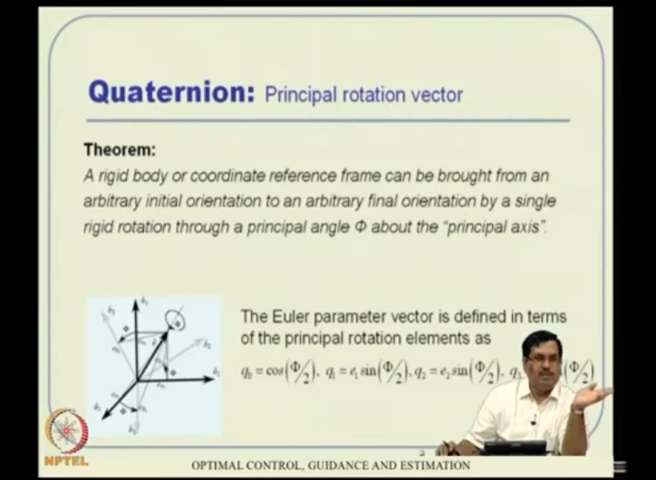 Quaternion: Principal rotation vector
Theorem:
A rigid body or coordinate reference frame can be brought from an
arbitrary initial orientation to an arbitrary final orientation by a single
rigid rotation through a principal angle Φ about the "principal axis".
The Euler parameter vector is defined in terms
of the principal rotation elements as
q₀ = cos(Φ/2), q₁ = e₁ sin(Φ/2), q₂ = e₂ sin(Φ/2), q (Φ/2)
NPTEL
OPTIMAL CONTROL, GUIDANCE AND ESTIMATION